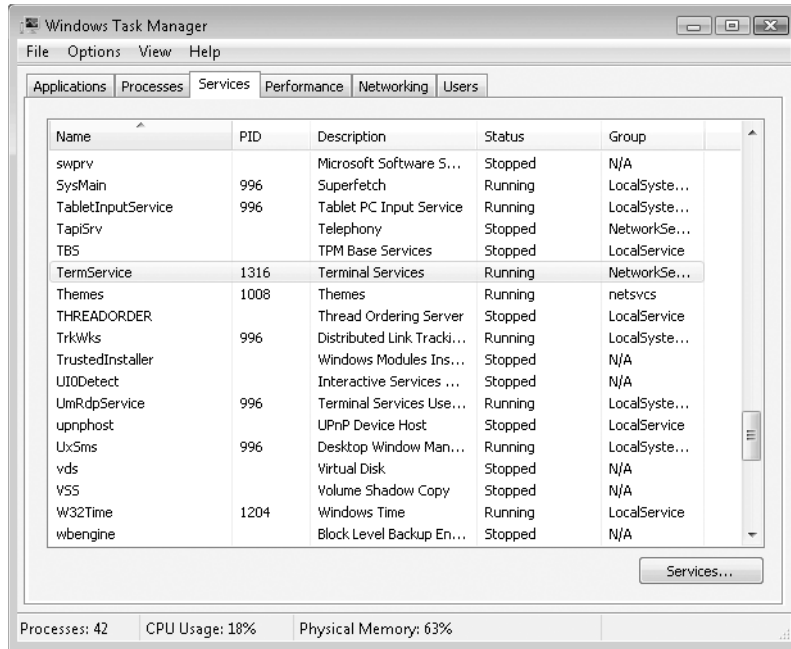 Windows Task Manager
File Options View Help
Applications Processes Services Performance Networking Users
Name PID Description Status Group
swprv Microsoft Software S... Stopped N/A
SysMain 996 Superfetch Running LocalSyste...
TabletInputService 996 Tablet PC Input Service Running LocalSyste...
TapiSrv Telephony Stopped NetworkSe...
TBS TPM Base Services Stopped LocalService
TermService 1316 Terminal Services Running NetworkSe...
Themes 1008 Themes Running netsvcs
THREADORDER Thread Ordering Server Stopped LocalService
TrkWks 996 Distributed Link Tracki... Running LocalSyste...
TrustedInstaller Windows Modules Ins... Stopped N/A
UI0Detect Interactive Services ... Stopped N/A
UmRdpService 996 Terminal Services Use... Running LocalSyste...
upnphost UPnP Device Host Stopped LocalService
UxSms 996 Desktop Window Man... Running LocalSyste...
vds Virtual Disk Stopped N/A
VSS Volume Shadow Copy Stopped N/A
W32Time 1204 Windows Time Running LocalService
wbengine Block Level Backup En... Stopped N/A
Services...
Processes: 42 CPU Usage: 18% Physical Memory: 63%